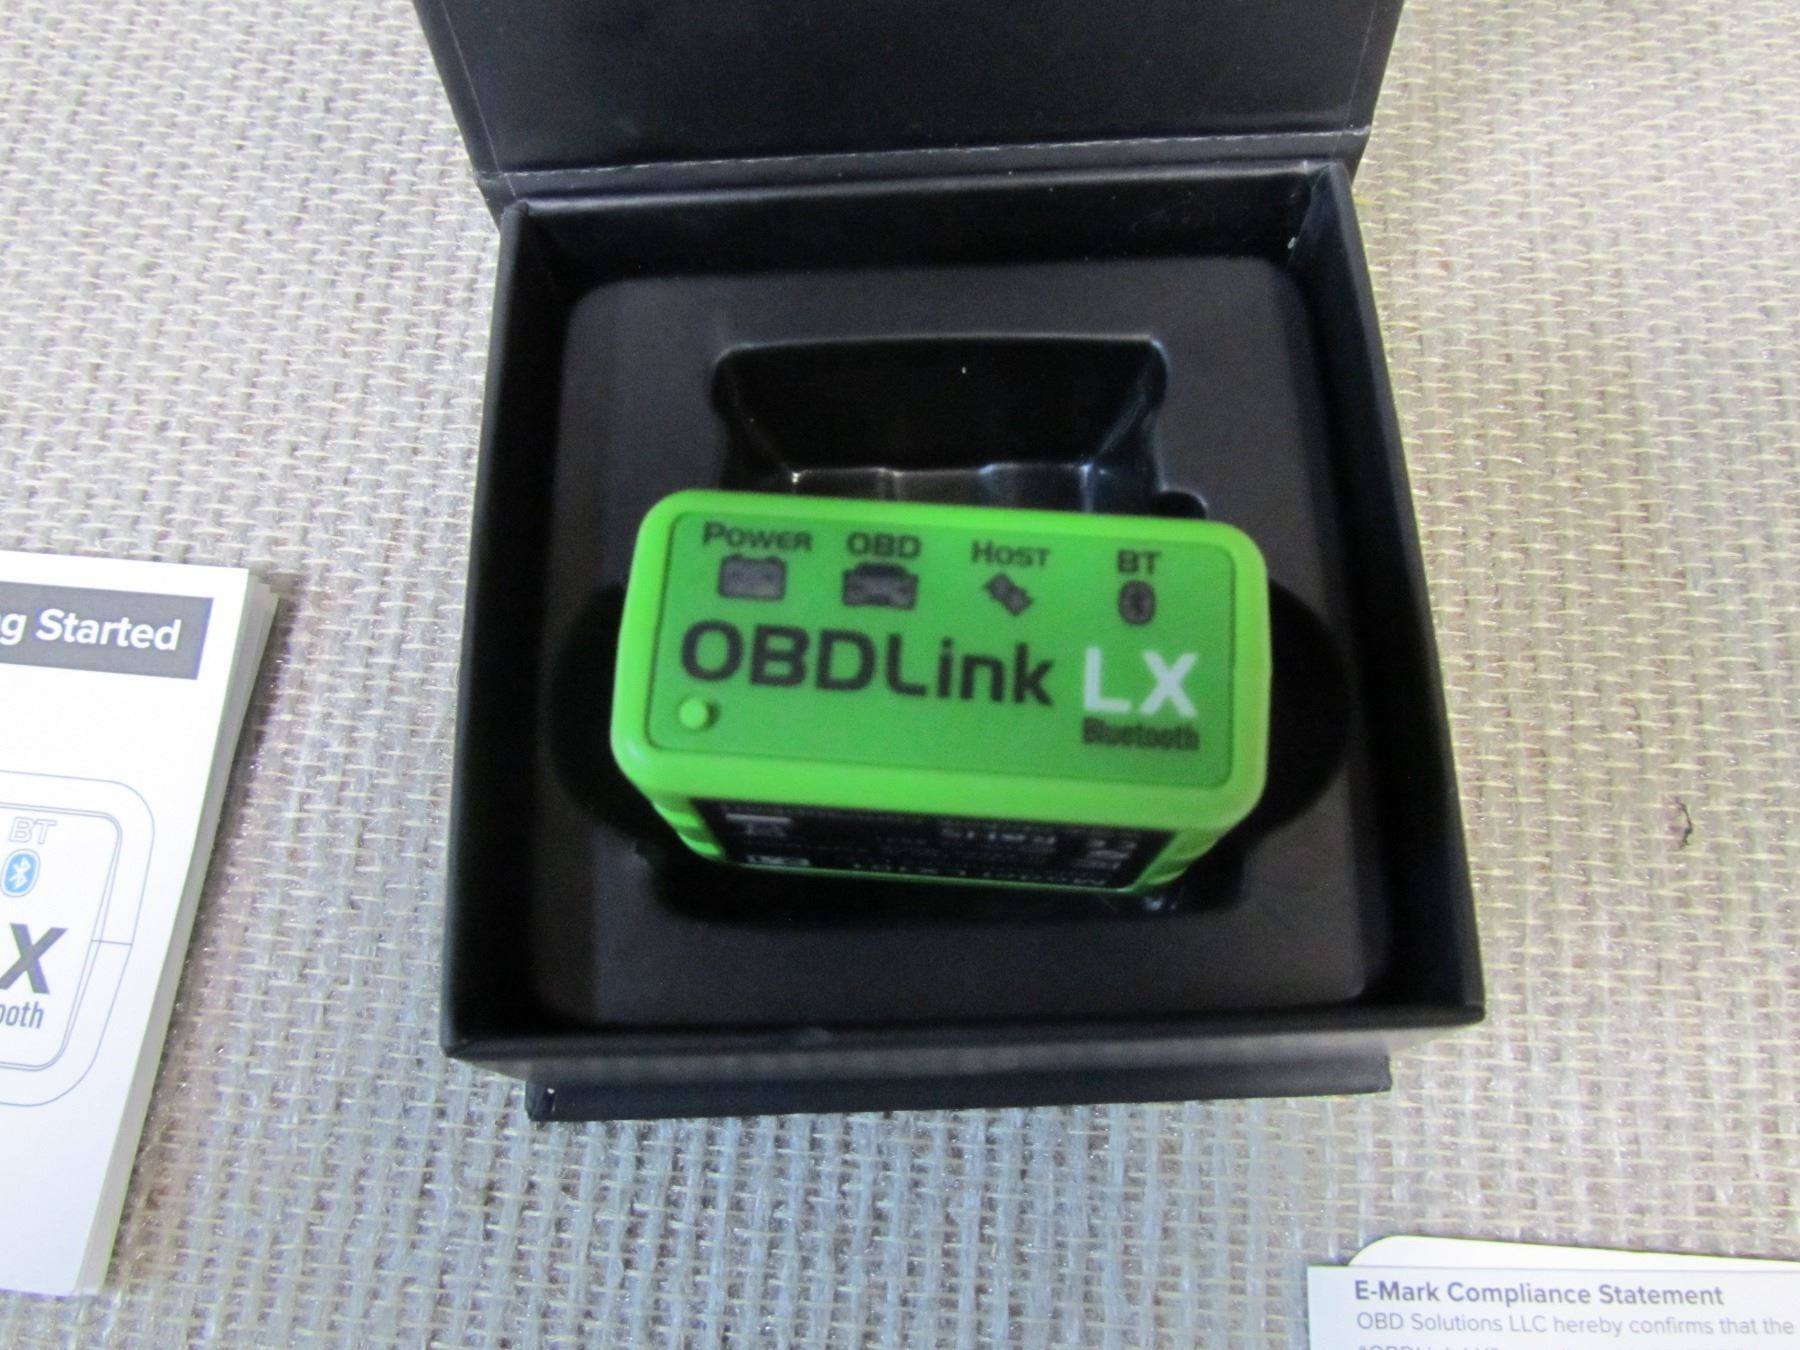 POWER OBD HOST BT
OBDLink LX
Bluetooth
g Started
BT
X
ooth
E-Mark Compliance Statement
OBD Solutions LLC hereby confirms that the